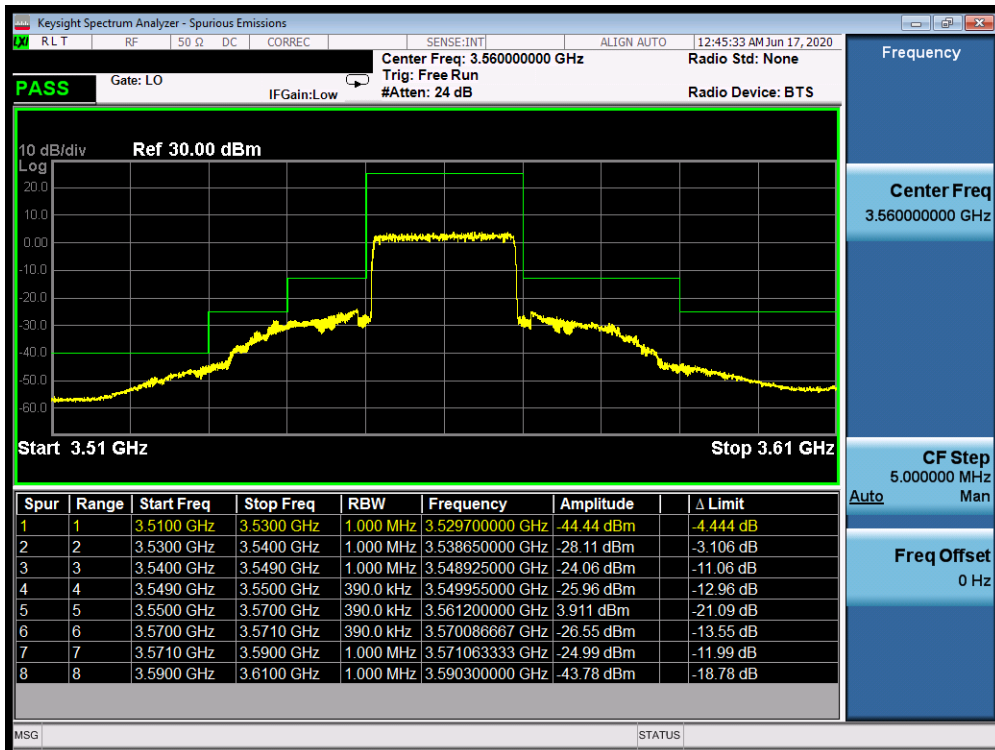 Keysight Spectrum Analyzer - Spurious Emissions
LXI RLT RF 50 Ω DC CORREC SENSE:INT ALIGN AUTO 12:45:33 AM Jun 17, 2020
Center Freq: 3.560000000 GHz Radio Std: None
Trig: Free Run
PASS Gate: LO IFGain:Low #Atten: 24 dB Radio Device: BTS
10 dB/div Ref 30.00 dBm
Log
20.0
10.0
0.00
-10.0
-20.0
-30.0
-40.0
-50.0
-60.0
Start 3.51 GHz Stop 3.61 GHz
Spur Range Start Freq Stop Freq RBW Frequency Amplitude Δ Limit
1 1 3.5100 GHz 3.5300 GHz 1.000 MHz 3.529700000 GHz -44.44 dBm -4.444 dB
2 2 3.5300 GHz 3.5400 GHz 1.000 MHz 3.538650000 GHz -28.11 dBm -3.106 dB
3 3 3.5400 GHz 3.5490 GHz 1.000 MHz 3.548925000 GHz -24.06 dBm -11.06 dB
4 4 3.5490 GHz 3.5500 GHz 390.0 kHz 3.549955000 GHz -25.96 dBm -12.96 dB
5 5 3.5500 GHz 3.5700 GHz 390.0 kHz 3.561200000 GHz 3.911 dBm -21.09 dB
6 6 3.5700 GHz 3.5710 GHz 390.0 kHz 3.570086667 GHz -26.55 dBm -13.55 dB
7 7 3.5710 GHz 3.5900 GHz 1.000 MHz 3.571063333 GHz -24.99 dBm -11.99 dB
8 8 3.5900 GHz 3.6100 GHz 1.000 MHz 3.590300000 GHz -43.78 dBm -18.78 dB
MSG STATUS
Frequency
Center Freq
3.560000000 GHz
CF Step
5.000000 MHz
Auto Man
Freq Offset
0 Hz